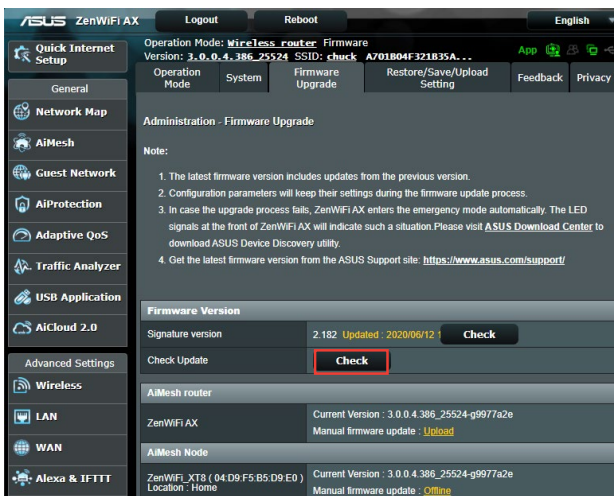 ASUS ZenWiFi AX Logout Reboot English
Quick Internet Setup
Operation Mode: Wireless router Firmware
Version: 3.0.0.4.386_25524 SSID: chuck A701B04F321B35A...
App
Operation Mode System Firmware Upgrade Restore/Save/Upload Setting Feedback Privacy
General
Network Map
AiMesh
Guest Network
AiProtection
Adaptive QoS
Traffic Analyzer
USB Application
AiCloud 2.0
Advanced Settings
Wireless
LAN
WAN
Alexa & IFTTT
Administration - Firmware Upgrade
Note:
1. The latest firmware version includes updates from the previous version.
2. Configuration parameters will keep their settings during the firmware update process.
3. In case the upgrade process fails, ZenWiFi AX enters the emergency mode automatically. The LED
signals at the front of ZenWiFi AX will indicate such a situation.Please visit ASUS Download Center to
download ASUS Device Discovery utility.
4. Get the latest firmware version from the ASUS Support site: https://www.asus.com/support/
Firmware Version
Signature version 2.182 Updated : 2020/06/12 Check
Check Update Check
AiMesh router
ZenWiFi AX
Current Version : 3.0.0.4.386_25524-g9977a2e
Manual firmware update : Upload
AiMesh Node
ZenWiFi_XT8 ( 04:D9:F5:B5:D9:E0 )
Location : Home
Current Version : 3.0.0.4.386_25524-g9977a2e
Manual firmware update : Offline